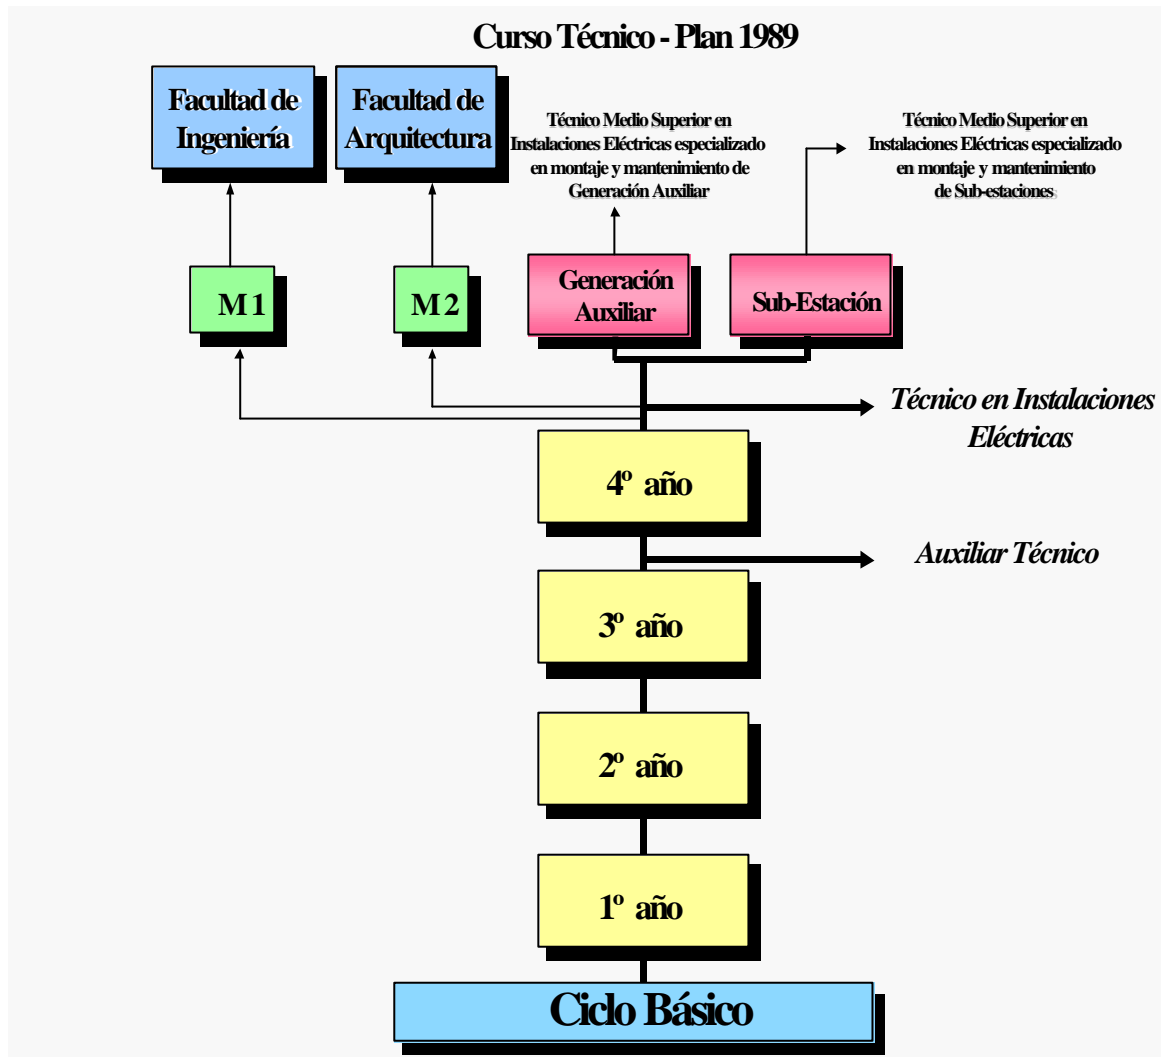 Curso Técnico - Plan 1989
Facultad de
Ingeniería
Facultad de
Arquitectura
Técnico Medio Superior en
Instalaciones Eléctricas especializado
en montaje y mantenimiento de
Generación Auxiliar
Técnico Medio Superior en
Instalaciones Eléctricas especializado
en montaje y mantenimiento
de Sub-estaciones
M 1
M 2
Generación
Auxiliar
Sub-Estación
Técnico en Instalaciones
Eléctricas
4º año
Auxiliar Técnico
3º año
2º año
1º año
Ciclo Básico